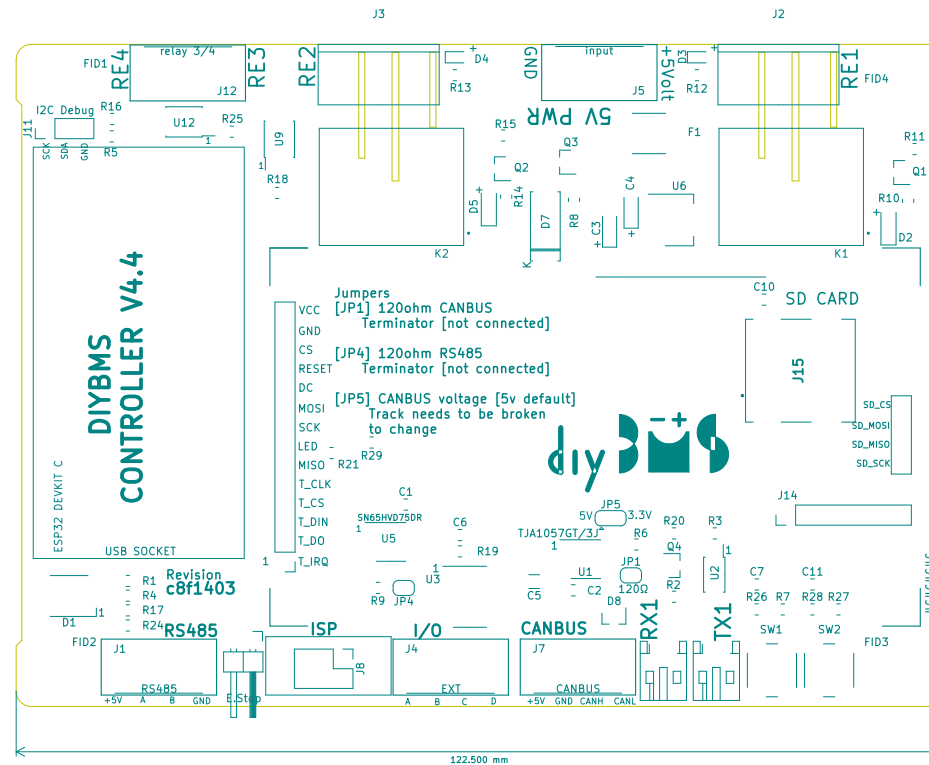 J3
J2
RE4
relay 3/4
RE3
RE2
+
D4
GND
input
+5Volt
D3
+
RE1
FID1
FID4
R13
R12
J12
J5
R16
I2C Debug
J11
U12
R25
1
U9
1
5V PWR
F1
R15
Q3
R11
SCK
SDA
GND
R5
Q2
Q1
R18
D5
+
R14
D7
R8
C4
+
U6
R10
C3
+
+
D2
K2
K
K1
DIYBMS
CONTROLLER V4.4
C10
SD CARD
Jumpers
[JP1] 120ohm CANBUS
Terminator [not connected]
[JP4] 120ohm RS485
Terminator [not connected]
[JP5] CANBUS voltage [5v default]
Track needs to be broken
to change
VCC
GND
CS
RESET
DC
MOSI
SCK
LED
MISO
T_CLK
T_CS
T_DIN
T_DO
T_IRQ
1
J15
SD_CS
SD_MOSI
SD_MISO
SD_SCK
diyBMS
R29
R21
ESP32 DEVKIT C
USB SOCKET
C1
SN65HVD75DR
1
U5
C6
R19
J14
JP5
5V
3.3V
TJA1057GT/3J
1
R6
R20
R3
Q4
1
U2
Revision
c8f1403
R1
R4
R17
R24
D1
J1
R9
JP4
U3
C5
U1
C2
JP1
120Ω
R2
D8
C7
C11
R26
R7
R28
R27
RX1
TX1
SW1
SW2
FID2
FID3
RS485
ISP
I/O
CANBUS
J1
J8
J4
J7
RS485
EXT
CANBUS
+5V
A
B
GND
E.Stop
A
B
C
D
+5V
GND
CANH
CANL
122.500 mm